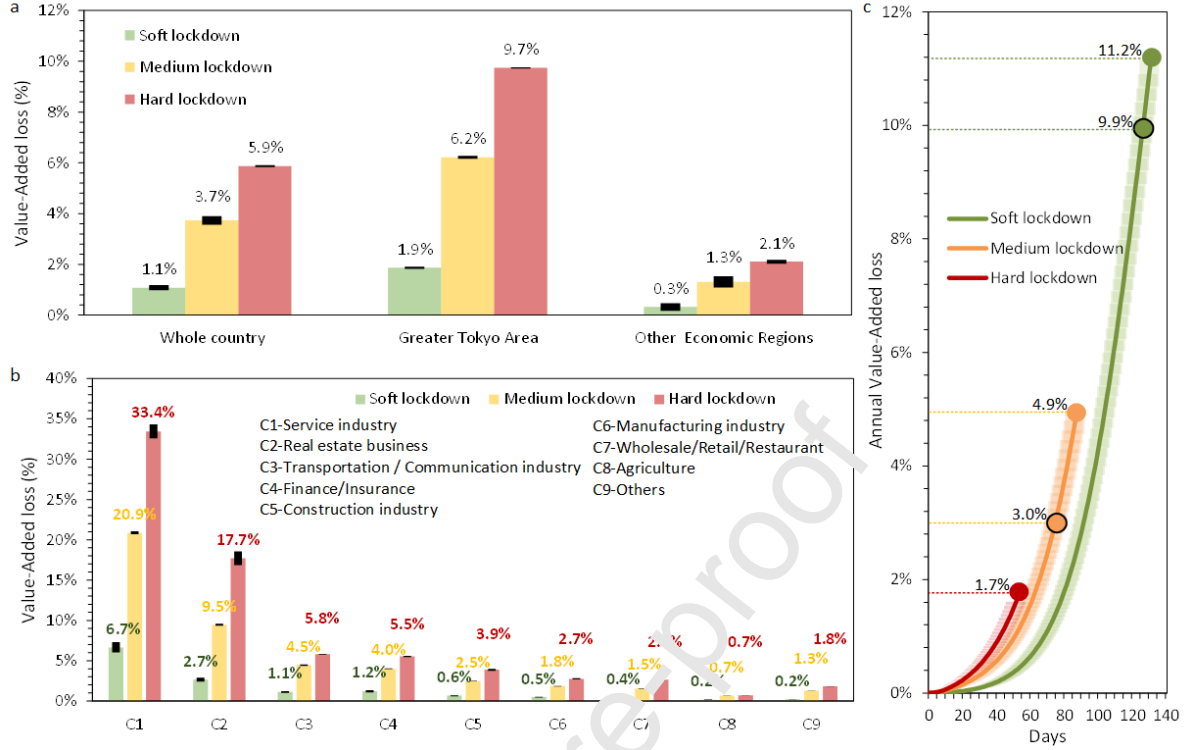 a
12%
10%
8%
6%
4%
2%
0%
Value-Added loss (%)
Soft lockdown
Medium lockdown
Hard lockdown
1.1%
3.7%
5.9%
1.9%
6.2%
9.7%
0.3%
1.3%
2.1%
Whole country
Greater Tokyo Area
Other Economic Regions
b
40%
35%
30%
25%
20%
15%
10%
5%
0%
Value-Added loss (%)
Soft lockdown
Medium lockdown
Hard lockdown
C1-Service industry
C2-Real estate business
C3-Transportation / Communication industry
C4-Finance/Insurance
C5-Construction industry
C6-Manufacturing industry
C7-Wholesale/Retail/Restaurant
C8-Agriculture
C9-Others
6.7%
20.9%
33.4%
2.7%
9.5%
17.7%
1.1%
4.5%
5.8%
1.2%
4.0%
5.5%
0.6%
2.5%
3.9%
0.5%
1.8%
2.7%
0.4%
1.5%
0.7%
0.7%
0.2%
1.3%
1.8%
C1
C2
C3
C4
C5
C6
C7
C8
C9
c
12%
10%
8%
6%
4%
2%
0%
Annual Value-Added loss
11.2%
9.9%
4.9%
3.0%
1.7%
Soft lockdown
Medium lockdown
Hard lockdown
0
20
40
60
80
100
120
140
Days
e-proof